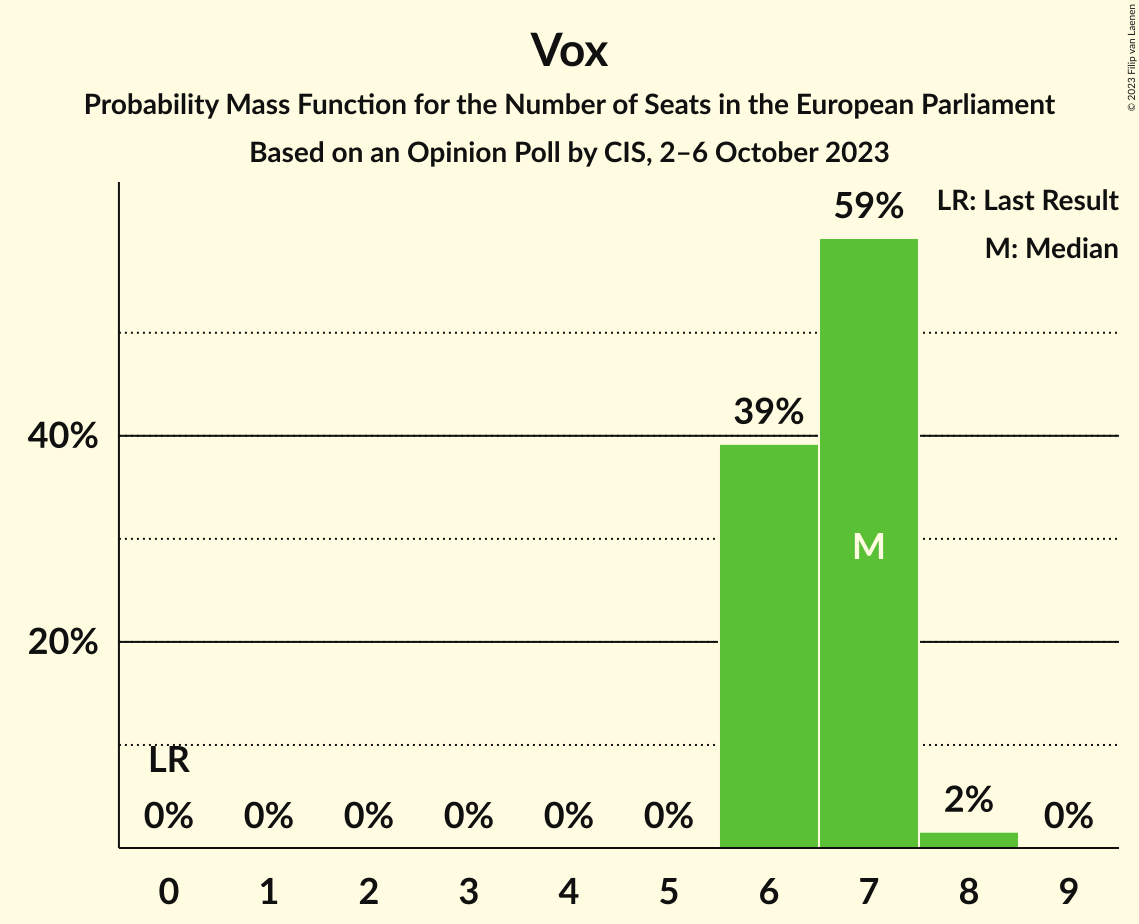 Vox
Probability Mass Function for the Number of Seats in the European Parliament
Based on an Opinion Poll by CIS, 2–6 October 2023
© 2023 Filip van Laenen
LR: Last Result
M: Median
59%
39%
40%
M
20%
LR
0% 0% 0% 0% 0% 0% 2% 0%
0 1 2 3 4 5 6 7 8 9